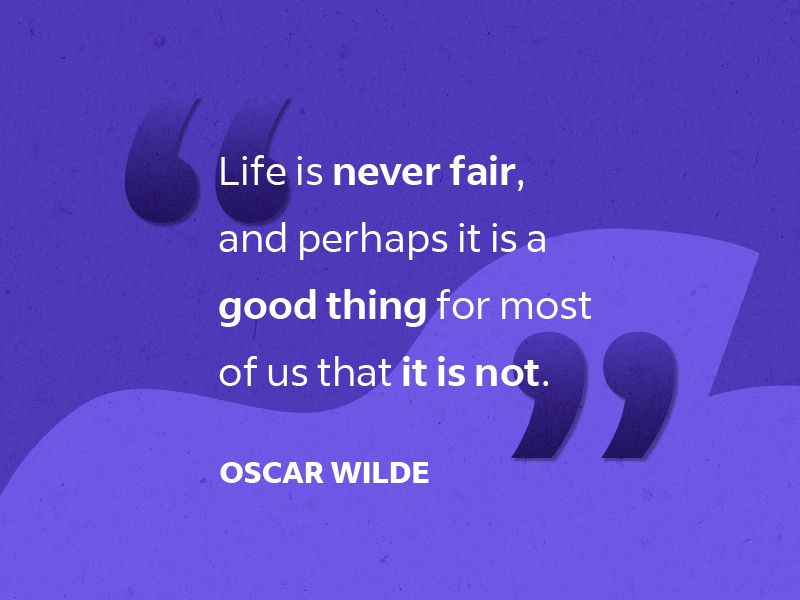 Life is never fair,
and perhaps it is a
good thing for most
of us that it is not.
OSCAR WILDE